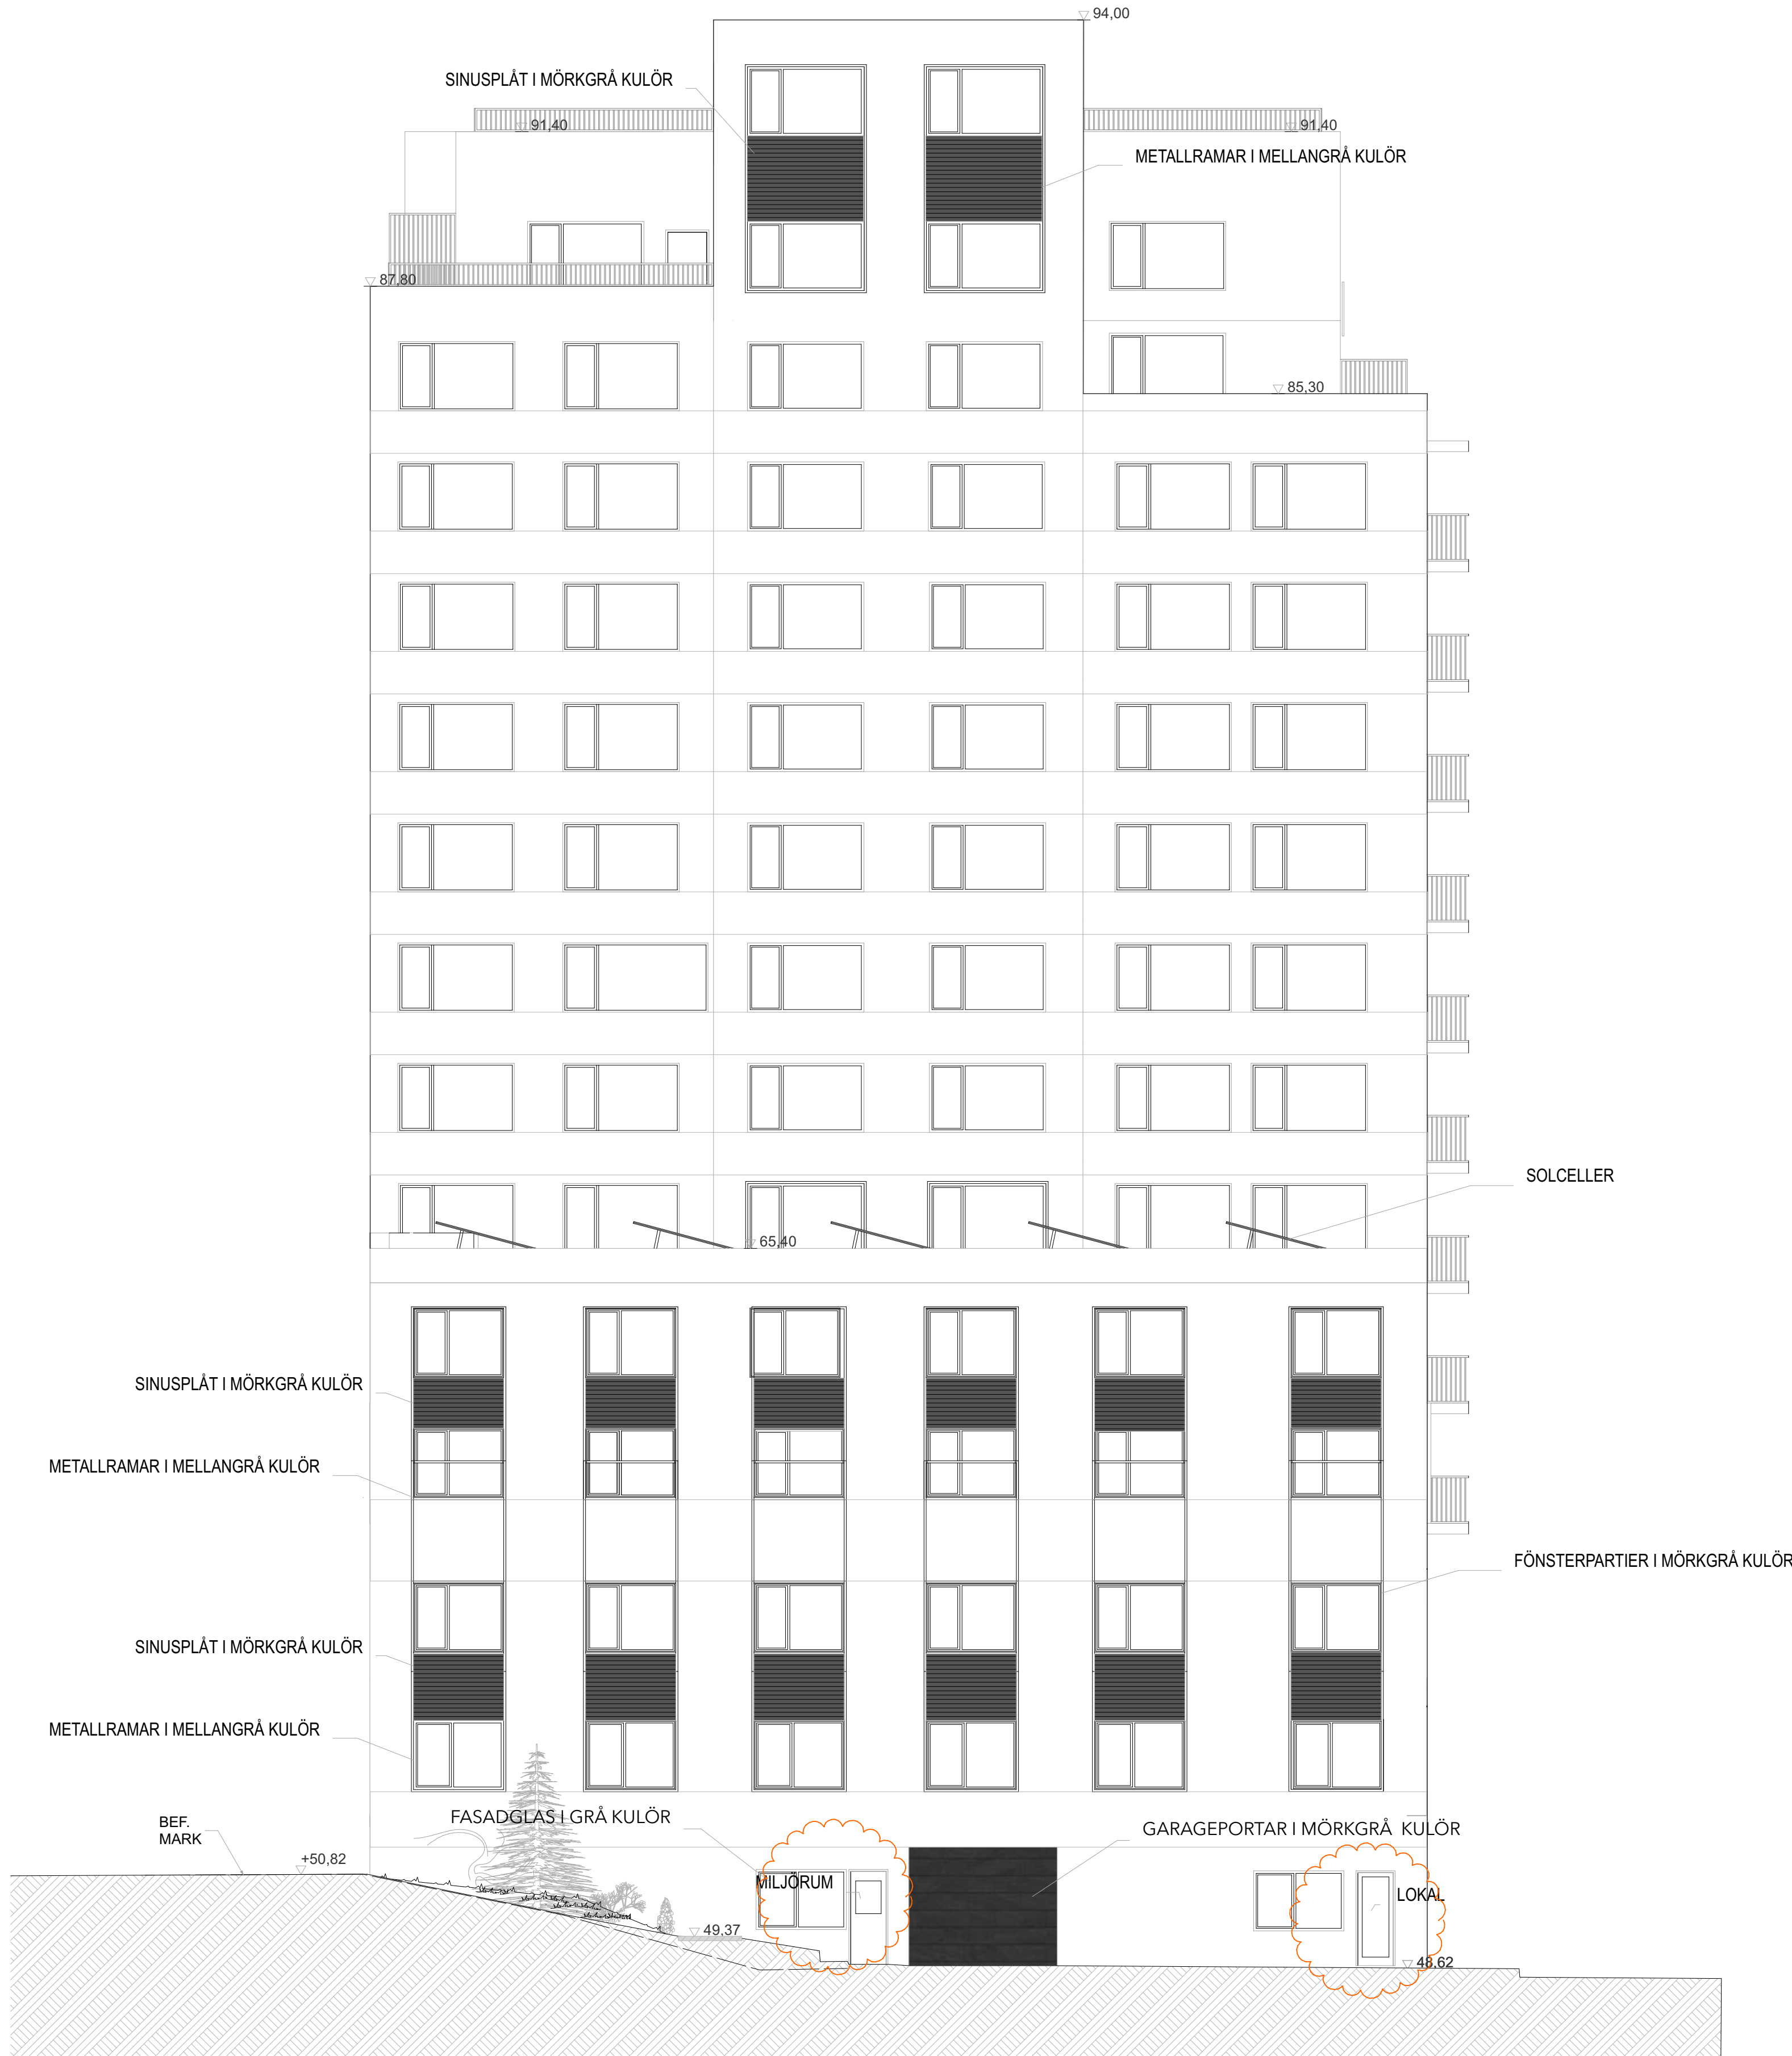 94,00
SINUSPLÅT I MÖRKGRÅ KULÖR
91,40
91,40
METALLRAMAR I MELLANGRÅ KULÖR
87,80
85,30
SOLCELLER
65,40
SINUSPLÅT I MÖRKGRÅ KULÖR
METALLRAMAR I MELLANGRÅ KULÖR
FÖNSTERPARTIER I MÖRKGRÅ KULÖR
SINUSPLÅT I MÖRKGRÅ KULÖR
METALLRAMAR I MELLANGRÅ KULÖR
FASADGLAS I GRÅ KULÖR
BEF.
MARK
GARAGEPORTAR I MÖRKGRÅ KULÖR
+50,82
MILJÖRUM
LOKAL
49,37
48,62